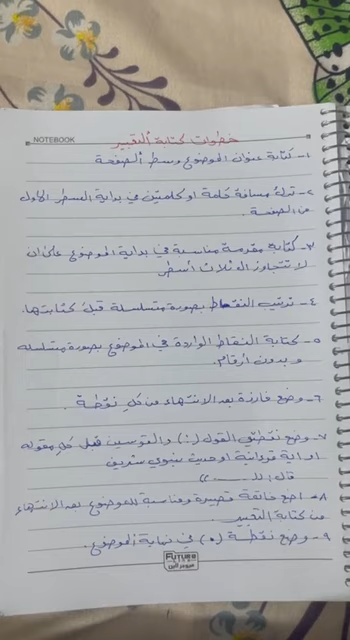 NOTEBOOK
خطوات كتابة التعبير
١- كتابة عنوان الموضوع وسط الصفحة
٢- ترك مسافة كلمة او كلمتين في بداية السطر الأول
من الصفحة.
٣- كتابة مقدمة مناسبة في بداية الموضوع على ان
لا تتجاوز الثلاث أسطر
٤- ترتيب النقاط بصورة متسلسلة قبل كتابتها.
٥- كتابة النقاط الواردة في الموضوع بصورة متسلسلة
و بدون أرقام.
٦- وضع فارزة بعد الانتهاء من كل نقطة.
٧- وضع نقطتي القول (:) والقوسين قبل كل مقولة
او اية قرآنية او حديث نبوي شريف
قال: (( ...... ))
٨- اضع خاتمة قصيرة ومناسبة للموضوع بعد الانتهاء
من كتابة التعبير.
٩- وضع نقطة (.) في نهاية الموضوع.
FUTURE